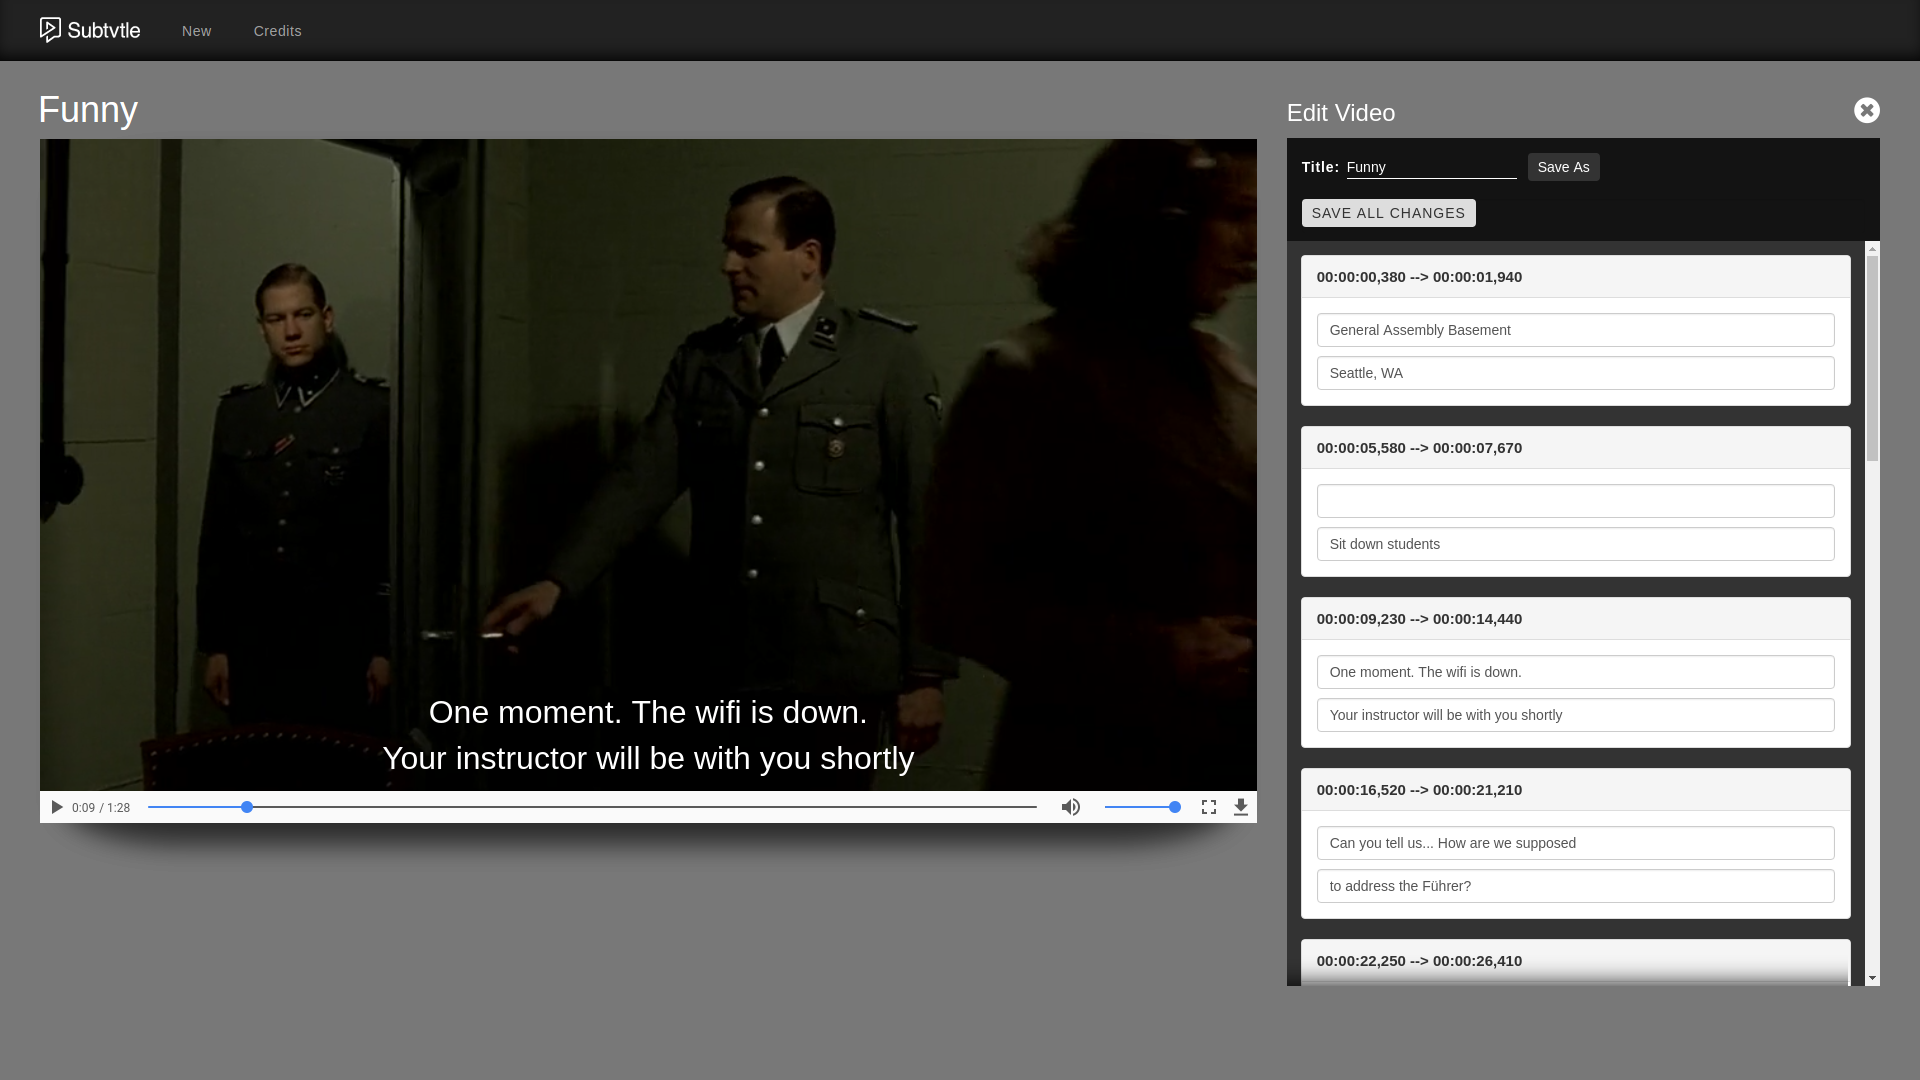 Subtvtle New Credits
Funny
One moment. The wifi is down.
Your instructor will be with you shortly
0:09 / 1:28
Edit Video
Title: Funny Save As
SAVE ALL CHANGES
00:00:00,380 --> 00:00:01,940
General Assembly Basement
Seattle, WA
00:00:05,580 --> 00:00:07,670
Sit down students
00:00:09,230 --> 00:00:14,440
One moment. The wifi is down.
Your instructor will be with you shortly
00:00:16,520 --> 00:00:21,210
Can you tell us... How are we supposed
to address the Führer?
00:00:22,250 --> 00:00:26,410